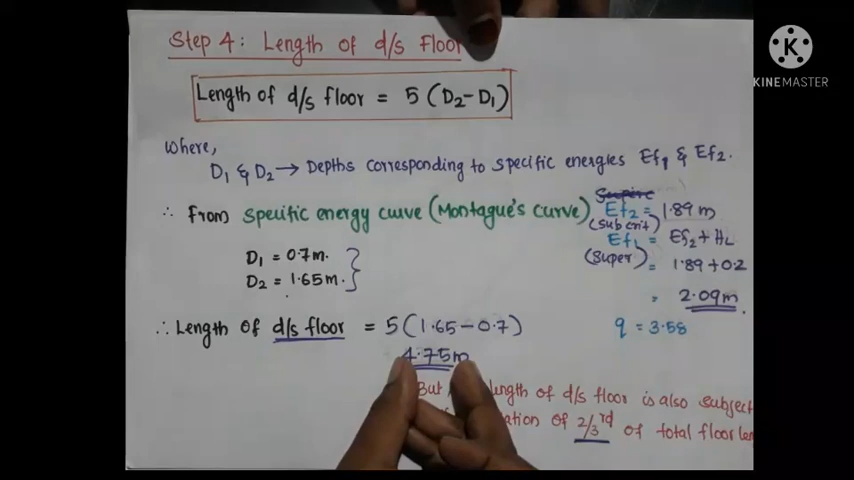 Step 4: Length of d/s Floor
Length of d/s floor = 5 (D2-D1)
where,
D1 & D2 → Depths corresponding to specific energies Ef1 & Ef2.
∴ From specific energy curve (Montague's curve)
D1 = 0.7m.
D2 = 1.65m.
Ef2 = 1.89 m
(sub crit)
Ef1 = Ef2 + HL
(super) = 1.89+0.2
= 2.09m.
q = 3.58
∴ Length of d/s floor = 5(1.65-0.7)
4.75m
But length of d/s floor is also subject
of 2/3rd of total floor len
K
KINEMASTER